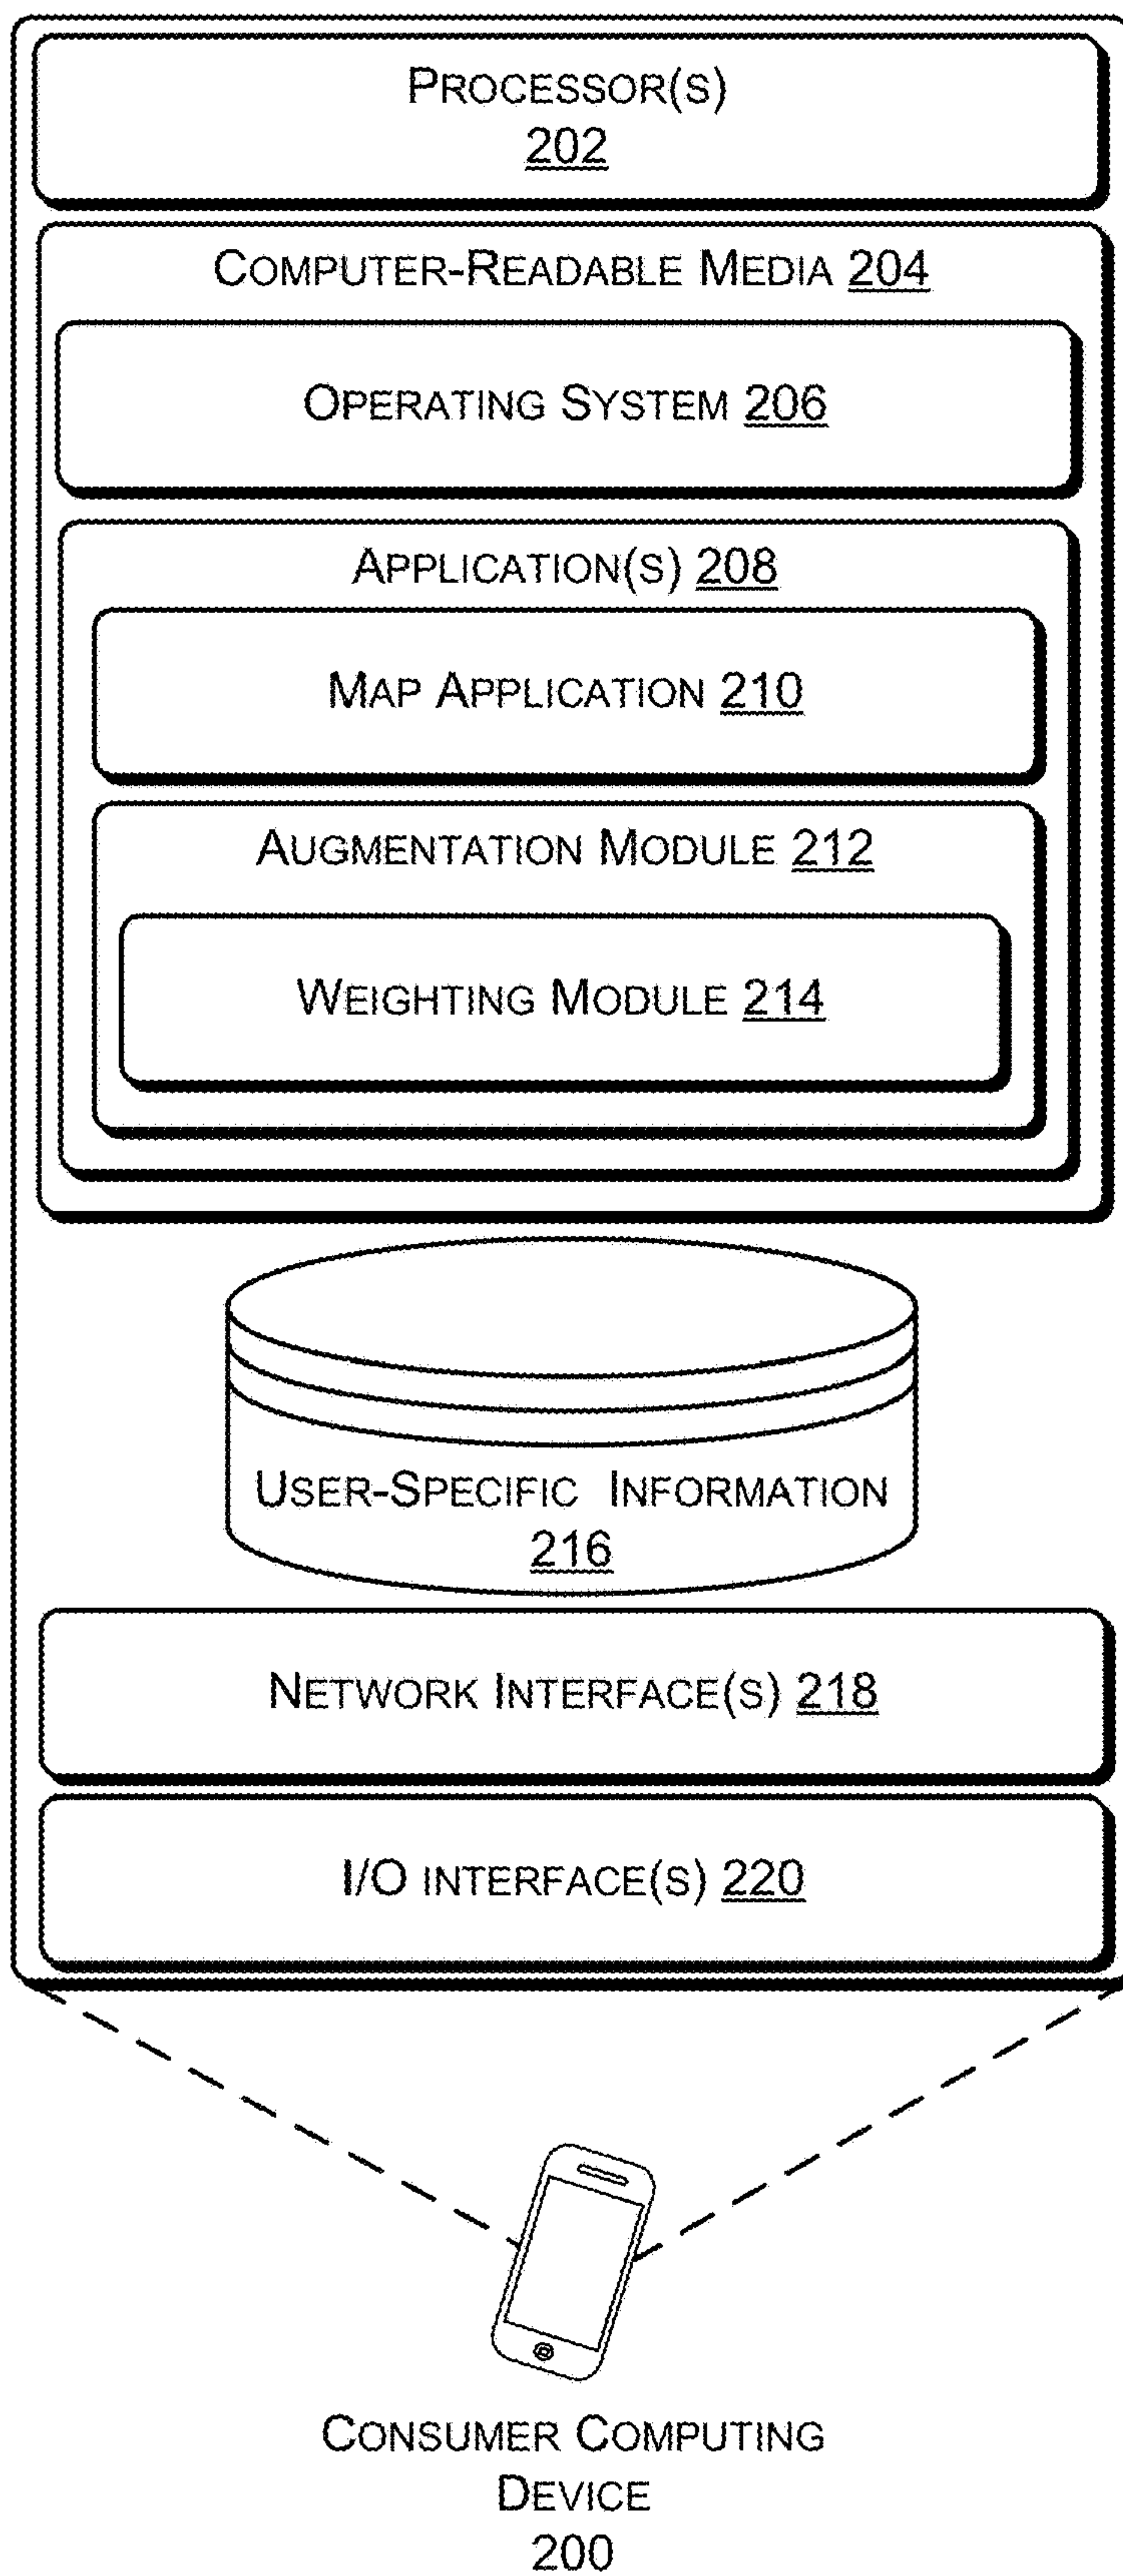 PROCESSOR(S)
202
COMPUTER-READABLE MEDIA 204
OPERATING SYSTEM 206
APPLICATION(S) 208
MAP APPLICATION 210
AUGMENTATION MODULE 212
WEIGHTING MODULE 214
USER-SPECIFIC INFORMATION
216
NETWORK INTERFACE(S) 218
I/O INTERFACE(S) 220
CONSUMER COMPUTING
DEVICE
200